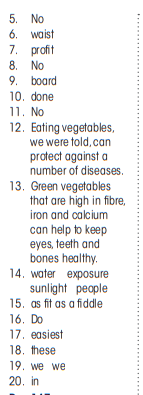 5. No
6. waist
7. profit
8. No
9. board
10. done
11. No
12. Eating vegetables,
we were told, can
protect against a
number of diseases.
13. Green vegetables
that are high in fibre,
iron and calcium
can help to keep
eyes, teeth and
bones healthy.
14. water exposure
sunlight people
15. as fit as a fiddle
16. Do
17. easiest
18. these
19. we we
20. in